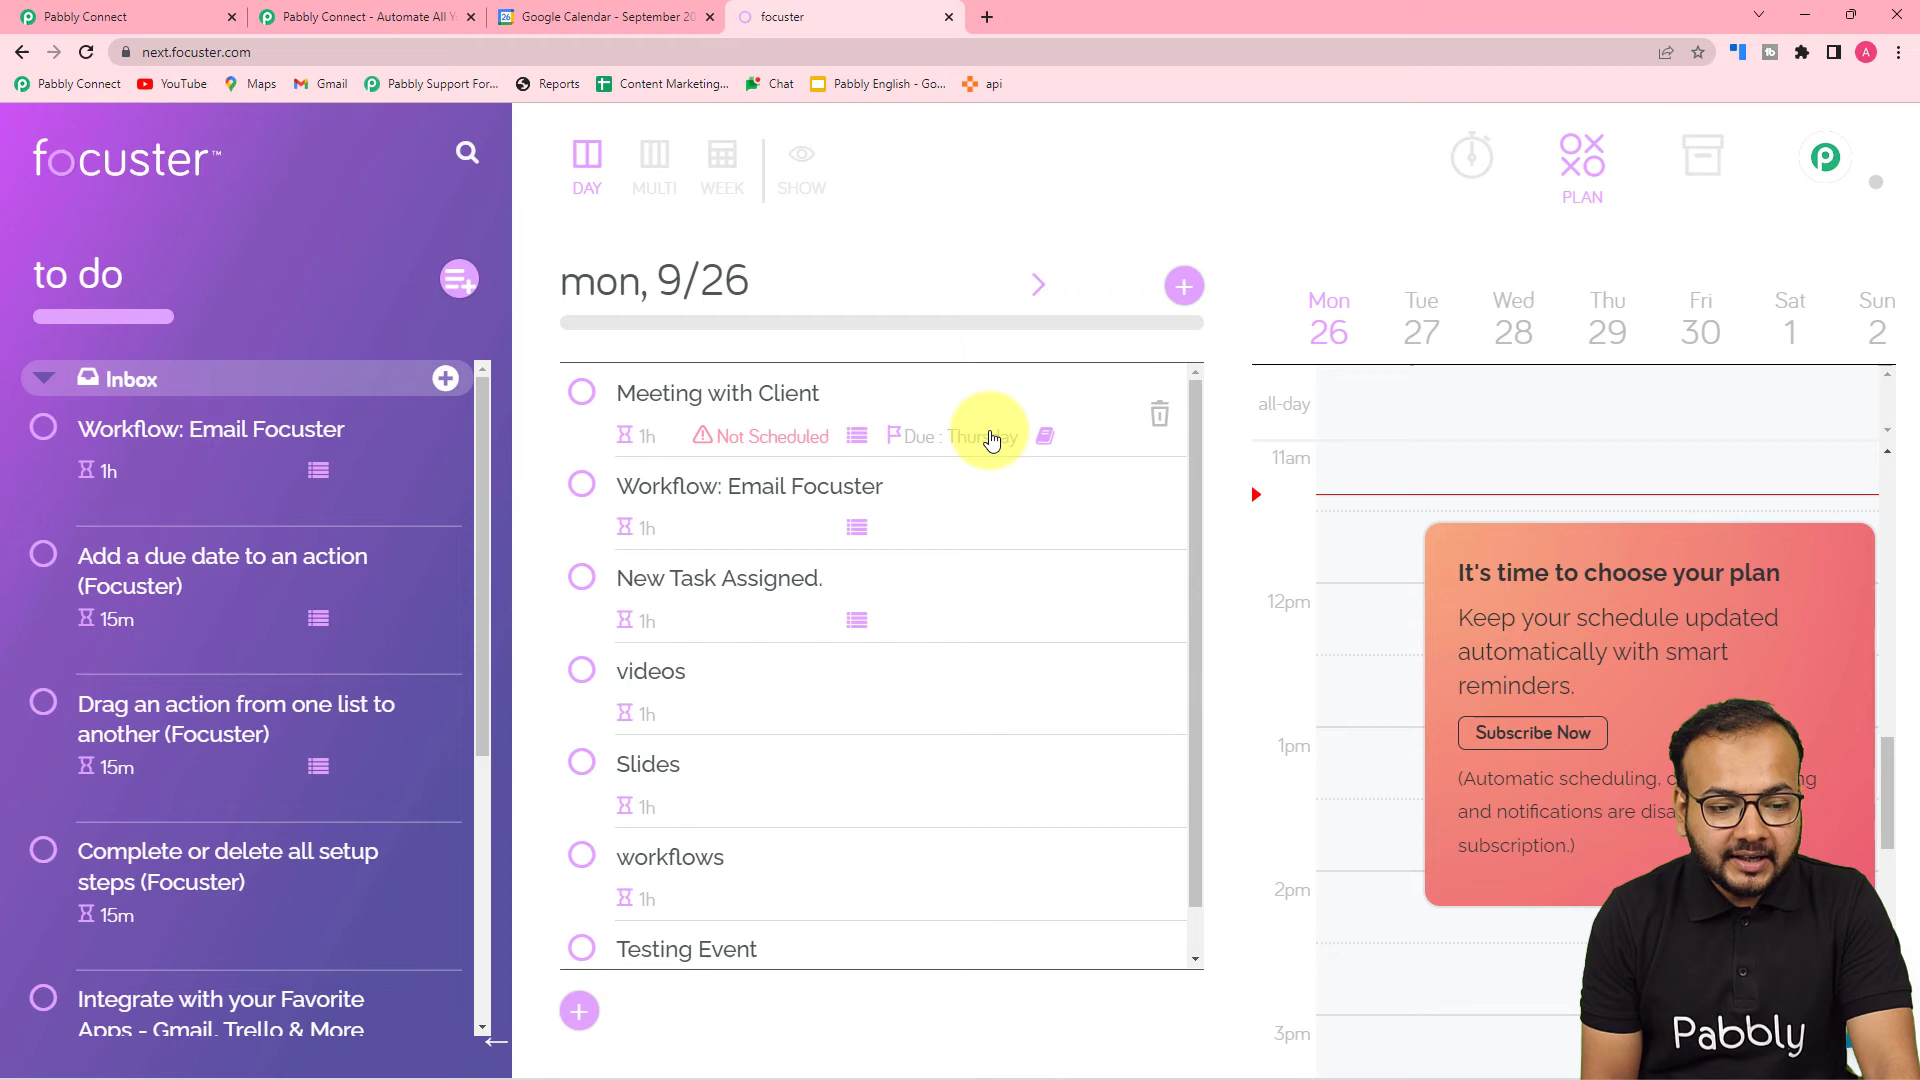 Pabbly Connect
Pabbly Connect - Automate All Y
Google Calendar - September 20
focuster
next.focuster.com
A
Pabbly Connect
YouTube
Maps
Gmail
Pabbly Support For...
Reports
Content Marketing...
Chat
Pabbly English - Go...
api
focuster™
DAY
MULTI
WEEK
SHOW
PLAN
to do
mon, 9/26
Mon
26
Tue
27
Wed
28
Thu
29
Fri
30
Sat
1
Sun
2
Inbox
Workflow: Email Focuster
1h
Add a due date to an action
(Focuster)
15m
Drag an action from one list to
another (Focuster)
15m
Complete or delete all setup
steps (Focuster)
15m
Integrate with your Favorite
Apps - Gmail, Trello & More
Meeting with Client
1h Not Scheduled Due : Thursday
Workflow: Email Focuster
1h
New Task Assigned.
1h
videos
1h
Slides
1h
workflows
1h
Testing Event
all-day
11am
12pm
1pm
2pm
3pm
It's time to choose your plan
Keep your schedule updated
automatically with smart
reminders.
Subscribe Now
(Automatic scheduling,
and notifications are
subscription.)
Pabbly